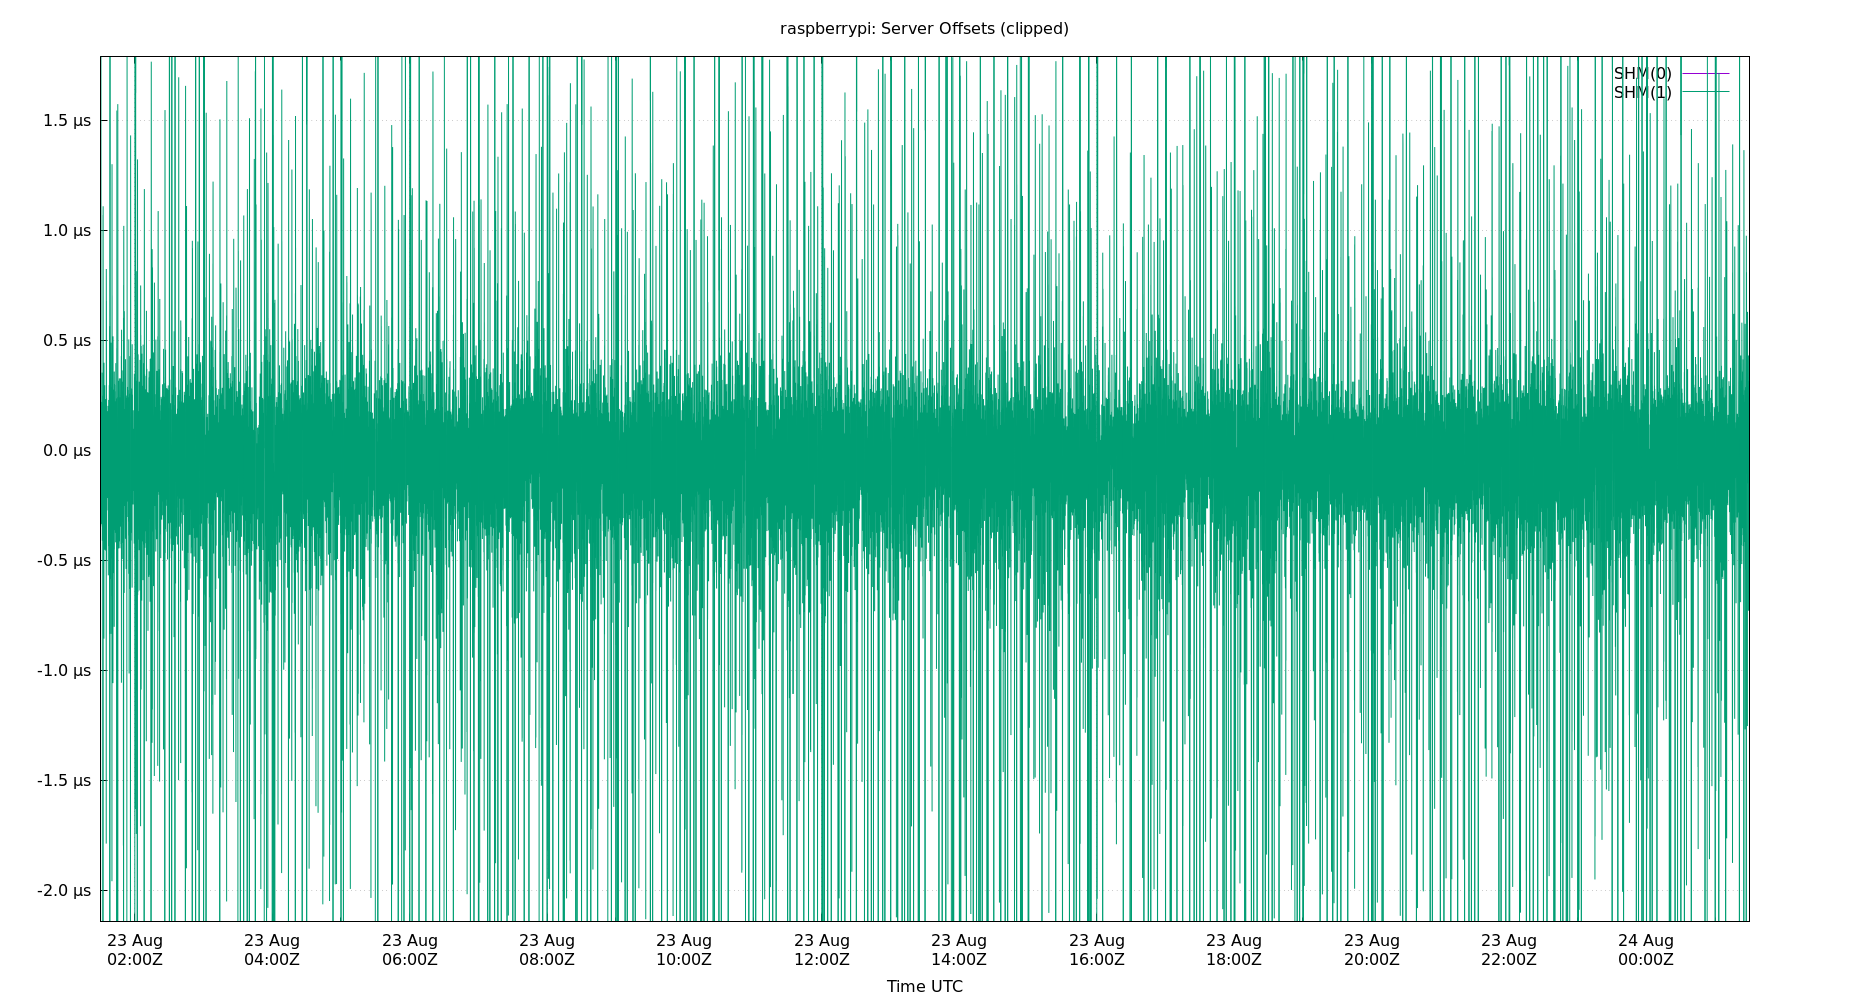 raspberrypi: Server Offsets (clipped)
SHM(0)
SHM(1)
1.5 µs
1.0 µs
0.5 µs
0.0 µs
-0.5 µs
-1.0 µs
-1.5 µs
-2.0 µs
23 Aug 23 Aug 23 Aug 23 Aug 23 Aug 23 Aug 23 Aug 23 Aug 23 Aug 23 Aug 23 Aug 24 Aug
02:00Z 04:00Z 06:00Z 08:00Z 10:00Z 12:00Z 14:00Z 16:00Z 18:00Z 20:00Z 22:00Z 00:00Z
Time UTC